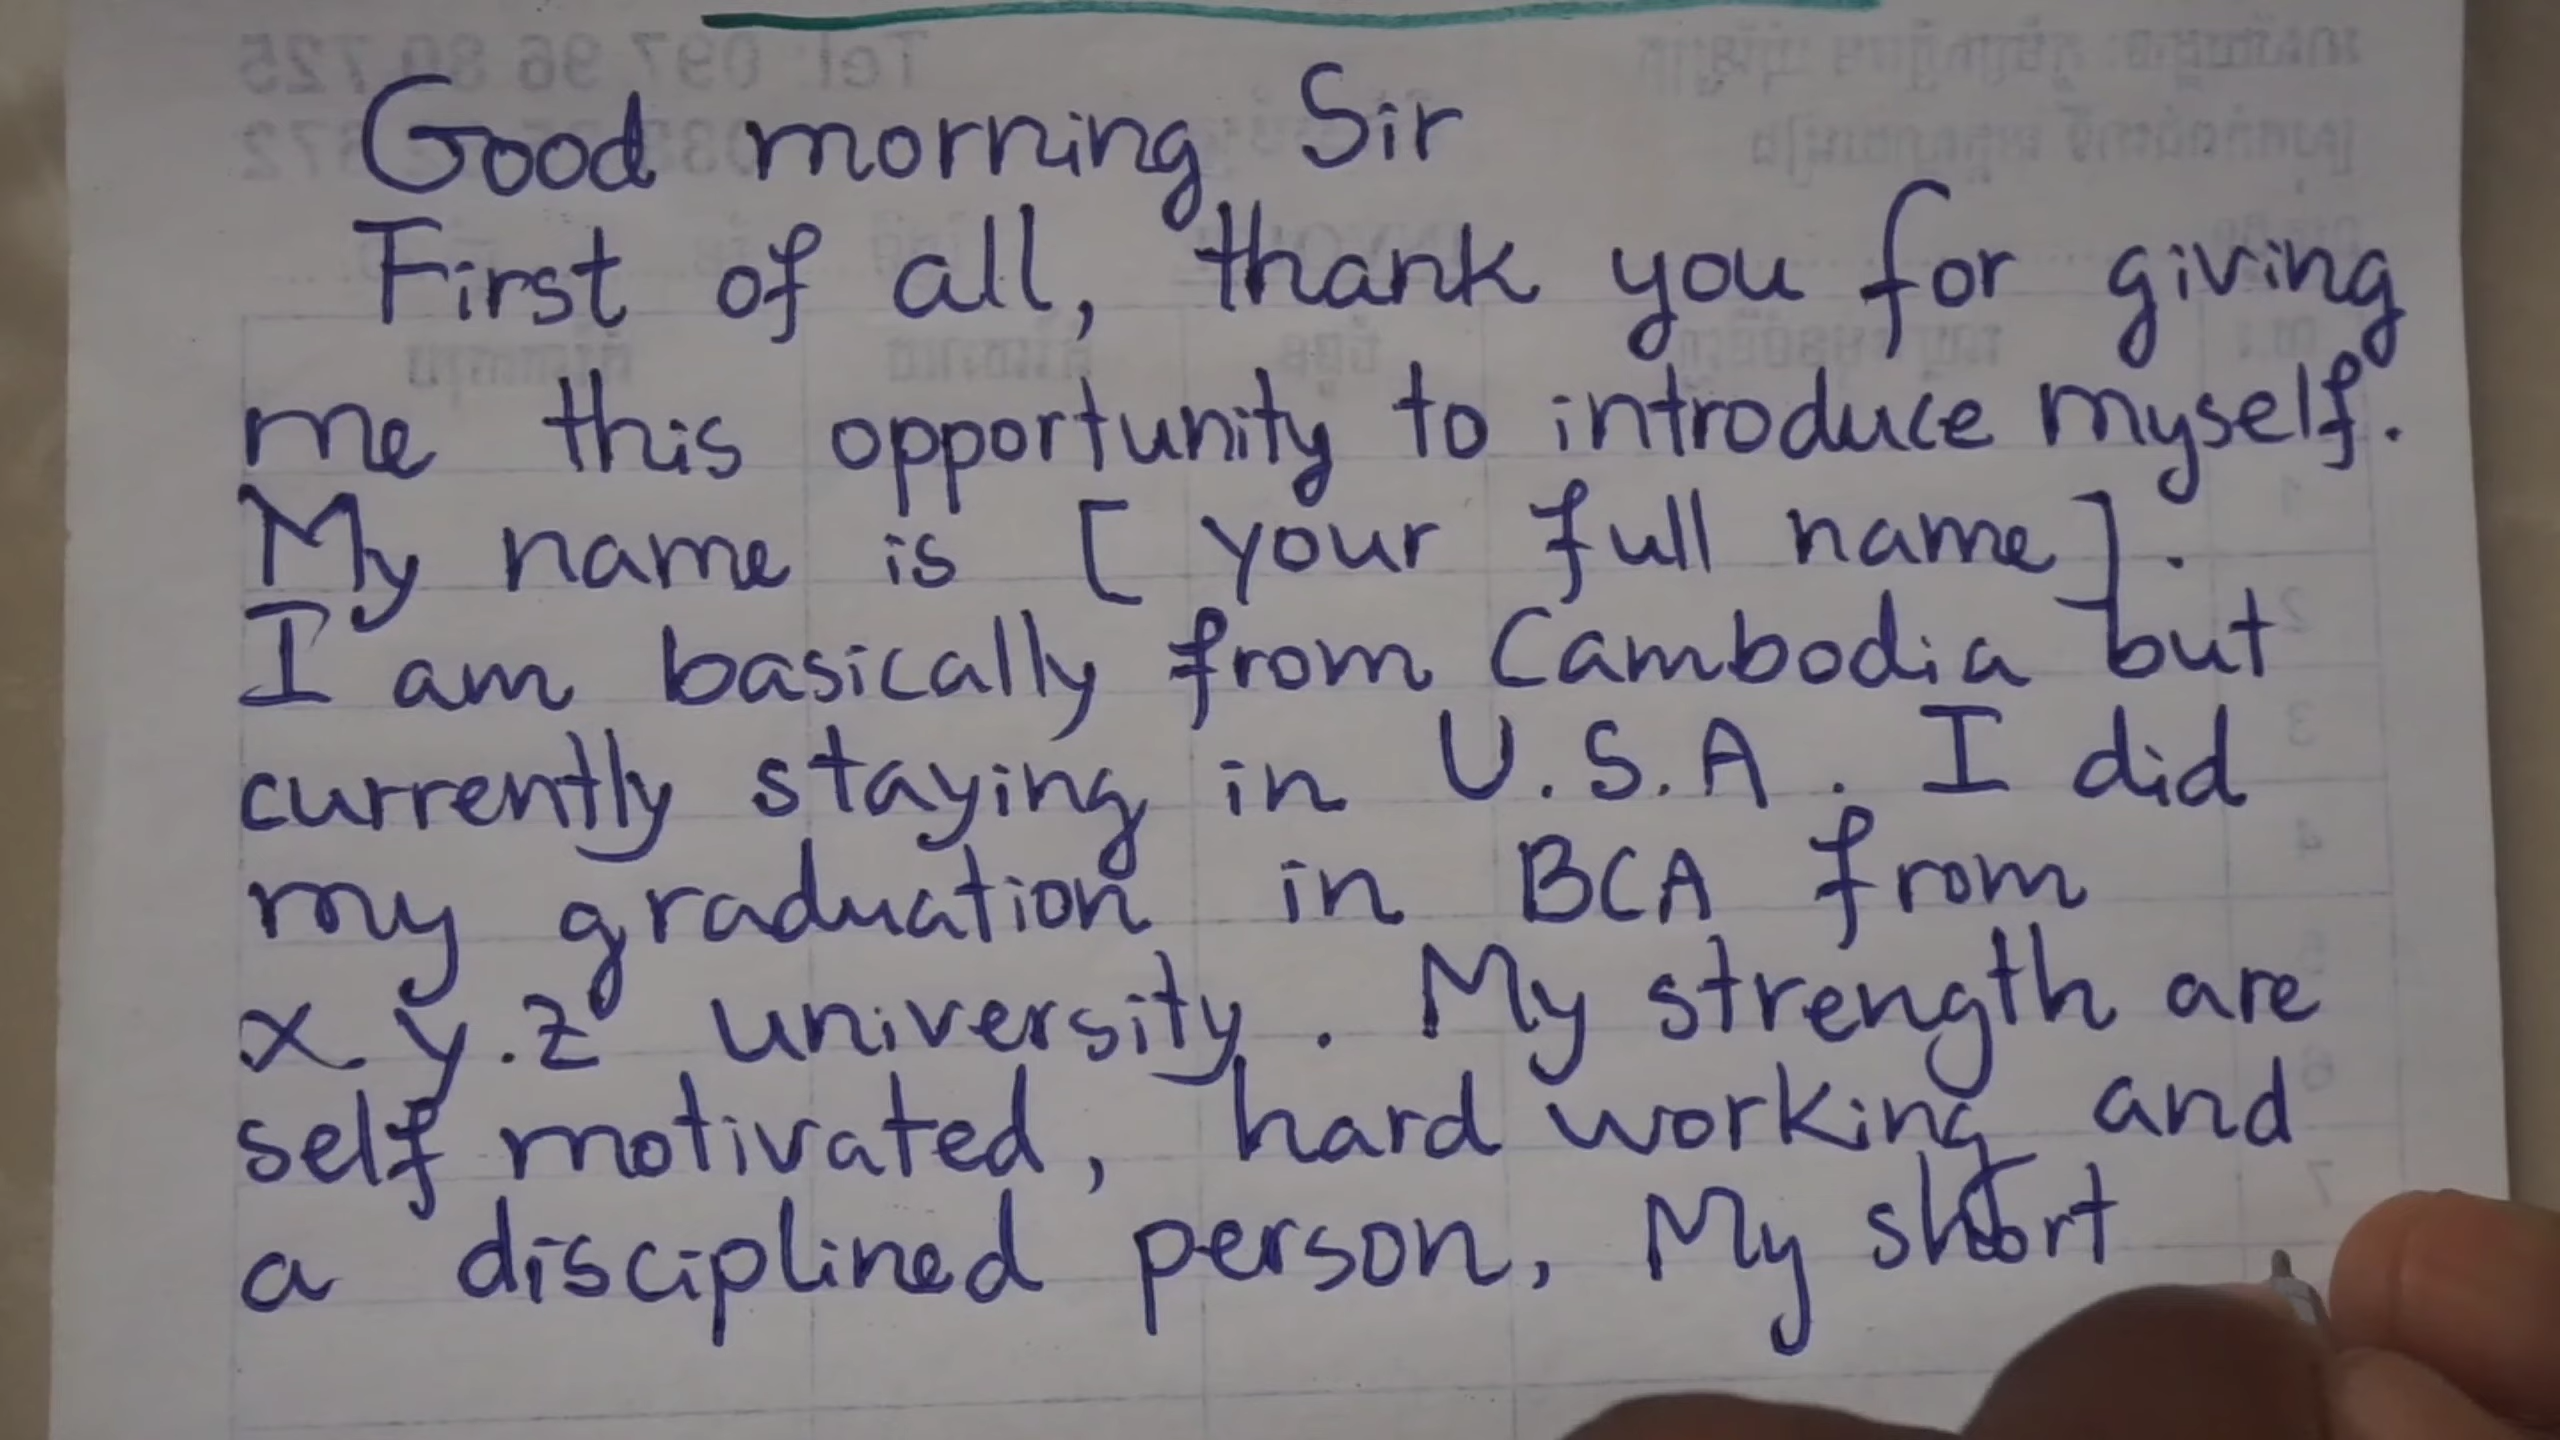 Good morning Sir
First of all, thank you for giving
me this opportunity to introduce myself.
My name is [ your full name ].
I am basically from Cambodia but
currently staying in U.S.A. I did
my graduation in BCA from
x.y.z university. My strength are
self motivated, hard working and
a disciplined person, My short